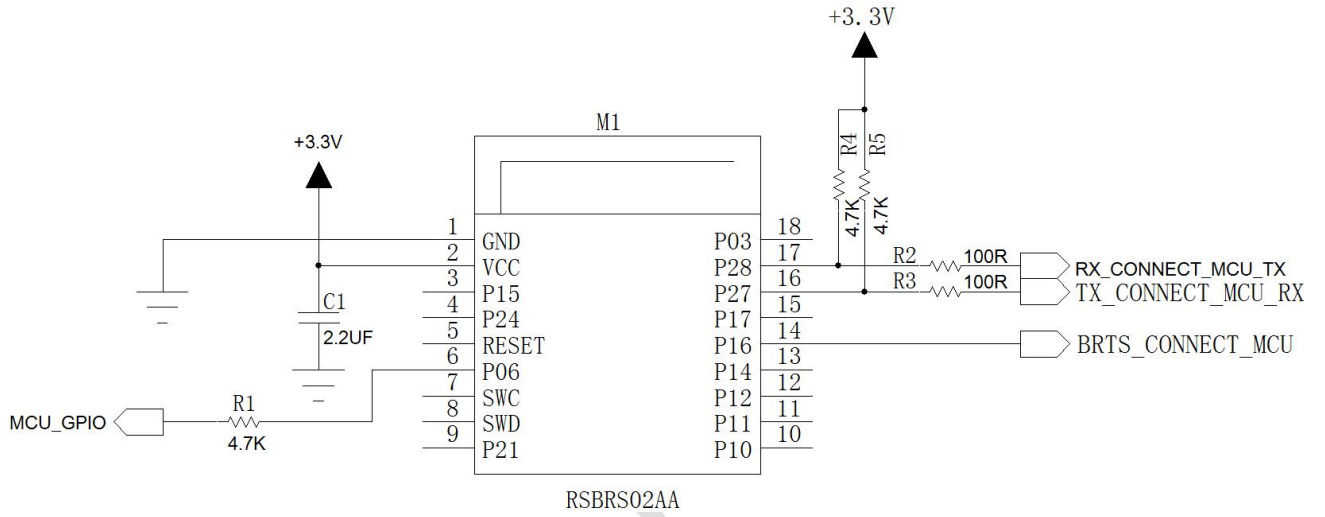 +3.3V
M1
+3.3V
R4
R5
4.7K
4.7K
1
GND
2
VCC
3
P15
4
P24
5
RESET
6
P06
7
SWC
8
SWD
9
P21
18
P03
17
P28
16
P27
15
P17
14
P16
13
P14
12
P12
11
P11
10
P10
C1
2.2UF
R2
100R
RX_CONNECT_MCU_TX
R3
100R
TX_CONNECT_MCU_RX
BRTS_CONNECT_MCU
MCU_GPIO
R1
4.7K
RSBRS02AA